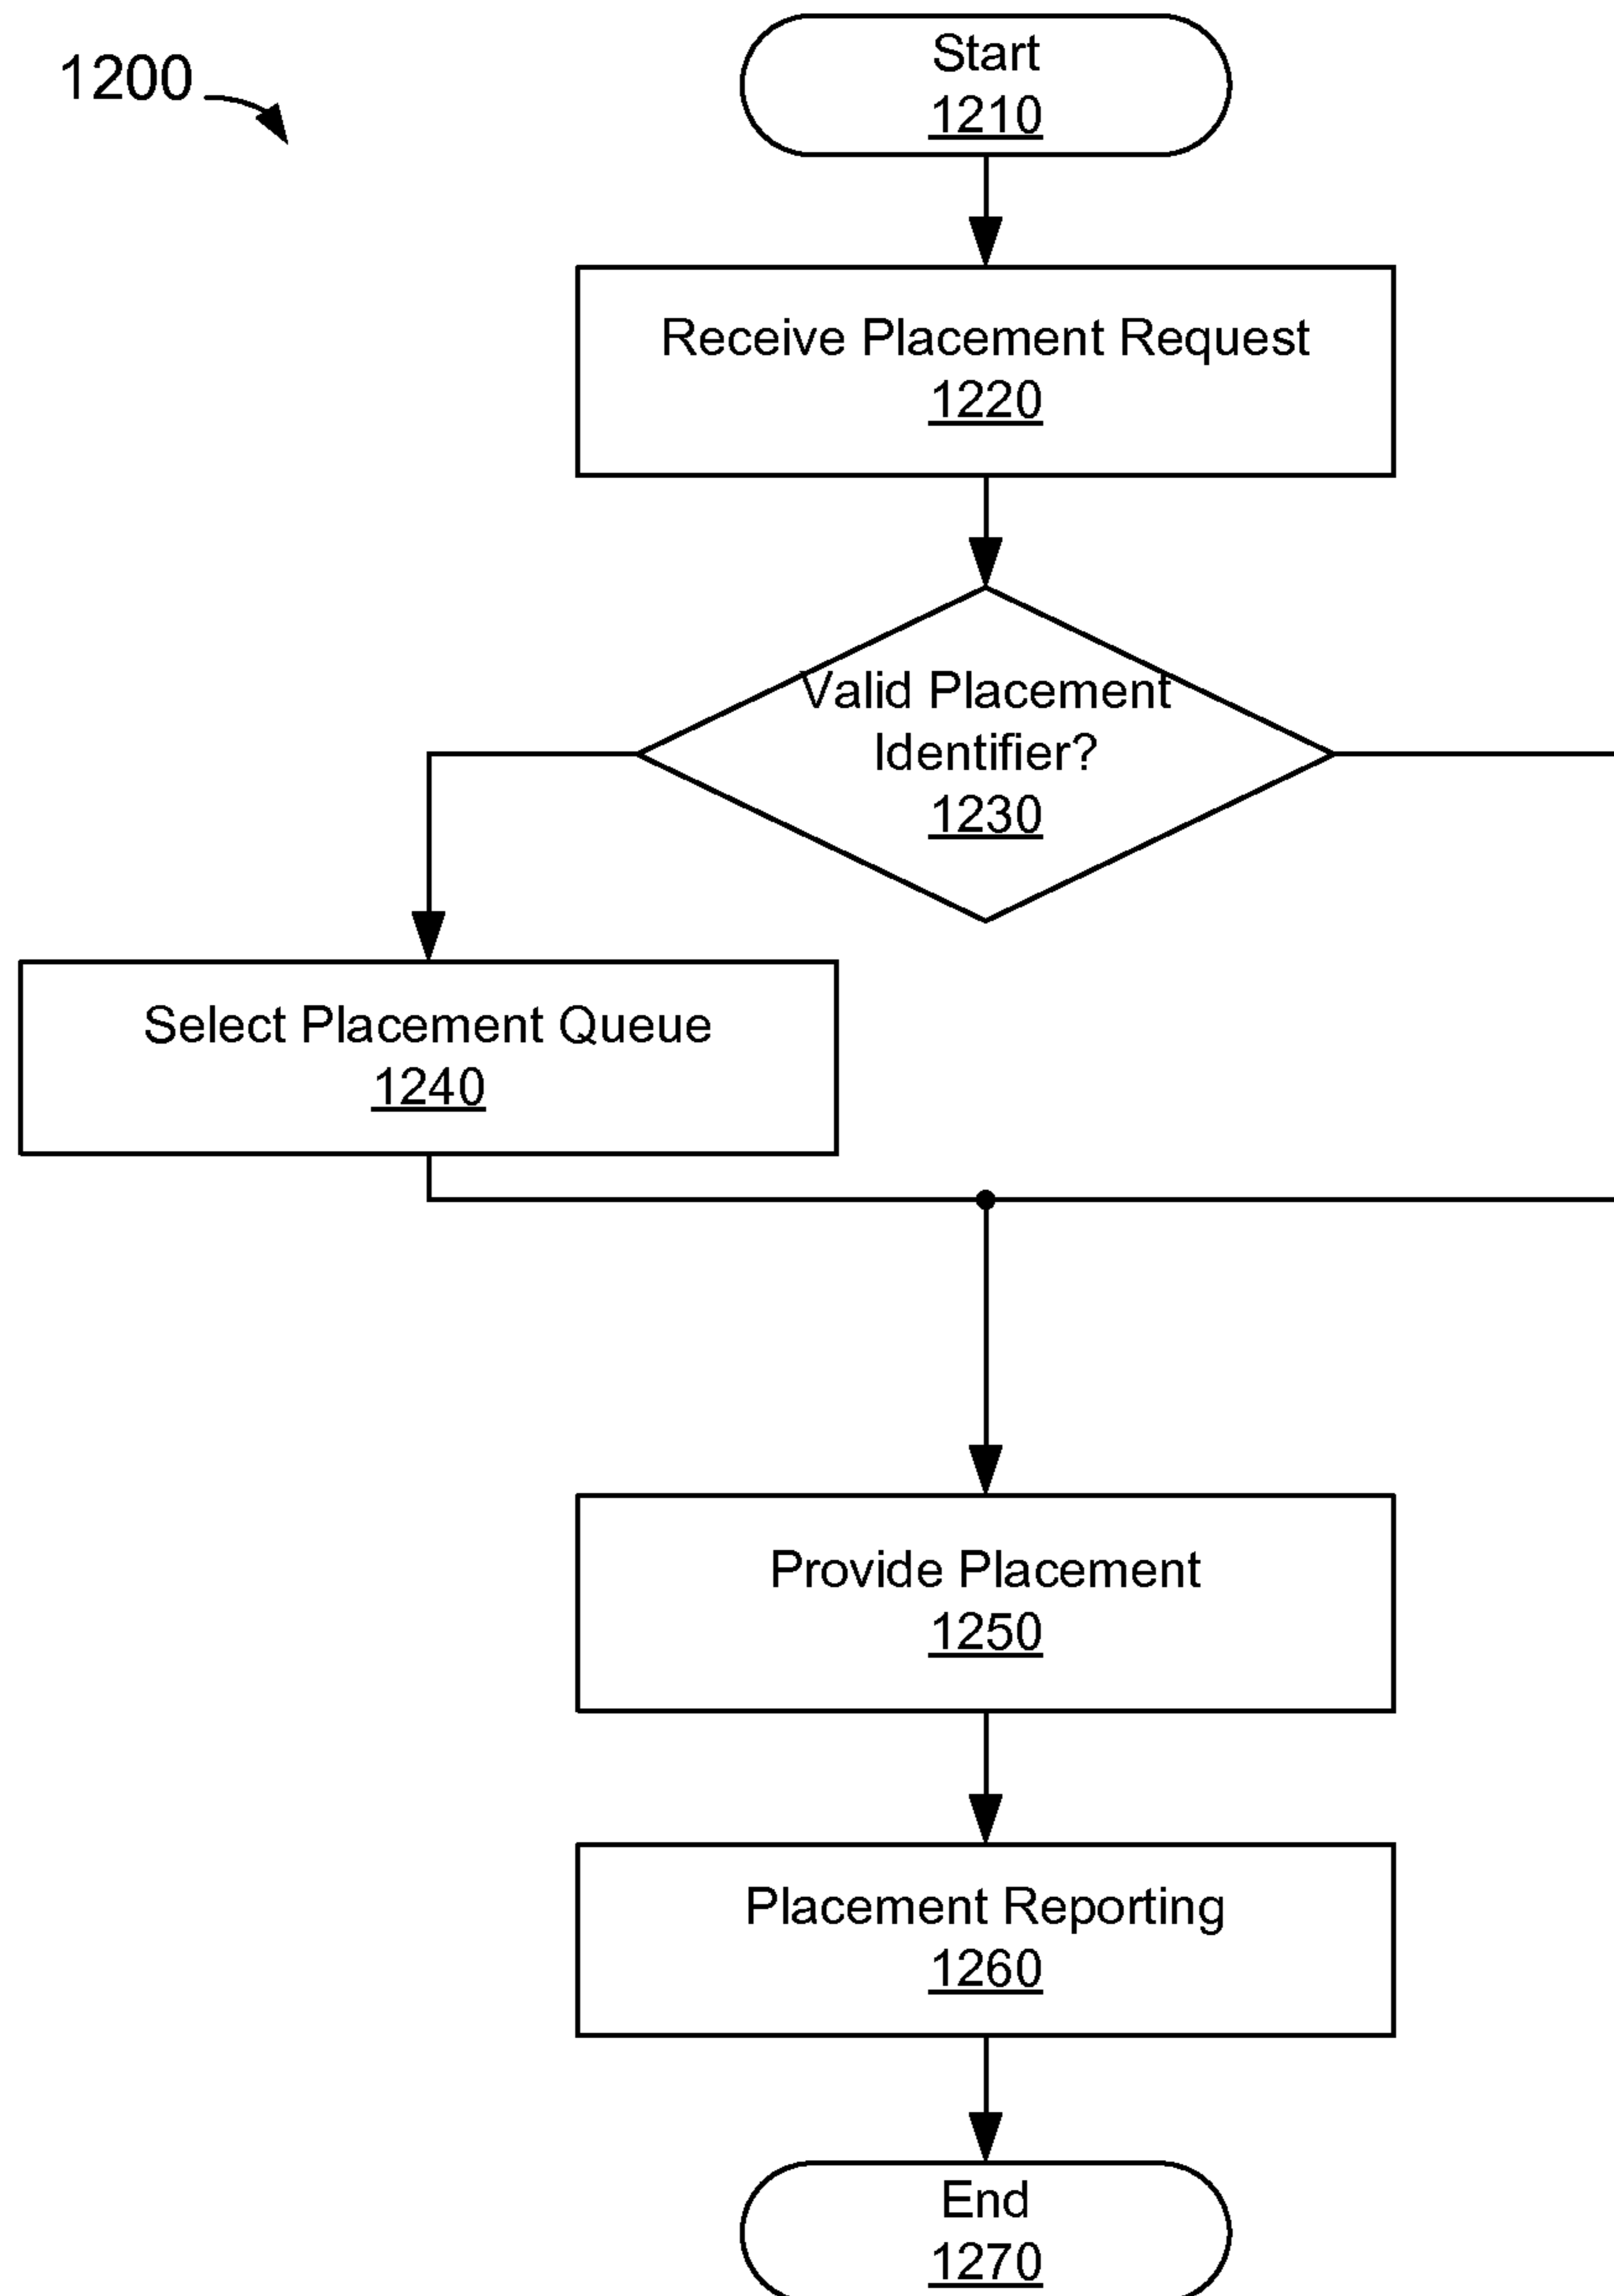 1200
Start
1210
Receive Placement Request
1220
Valid Placement
Identifier?
1230
Select Placement Queue
1240
Provide Placement
1250
Placement Reporting
1260
End
1270